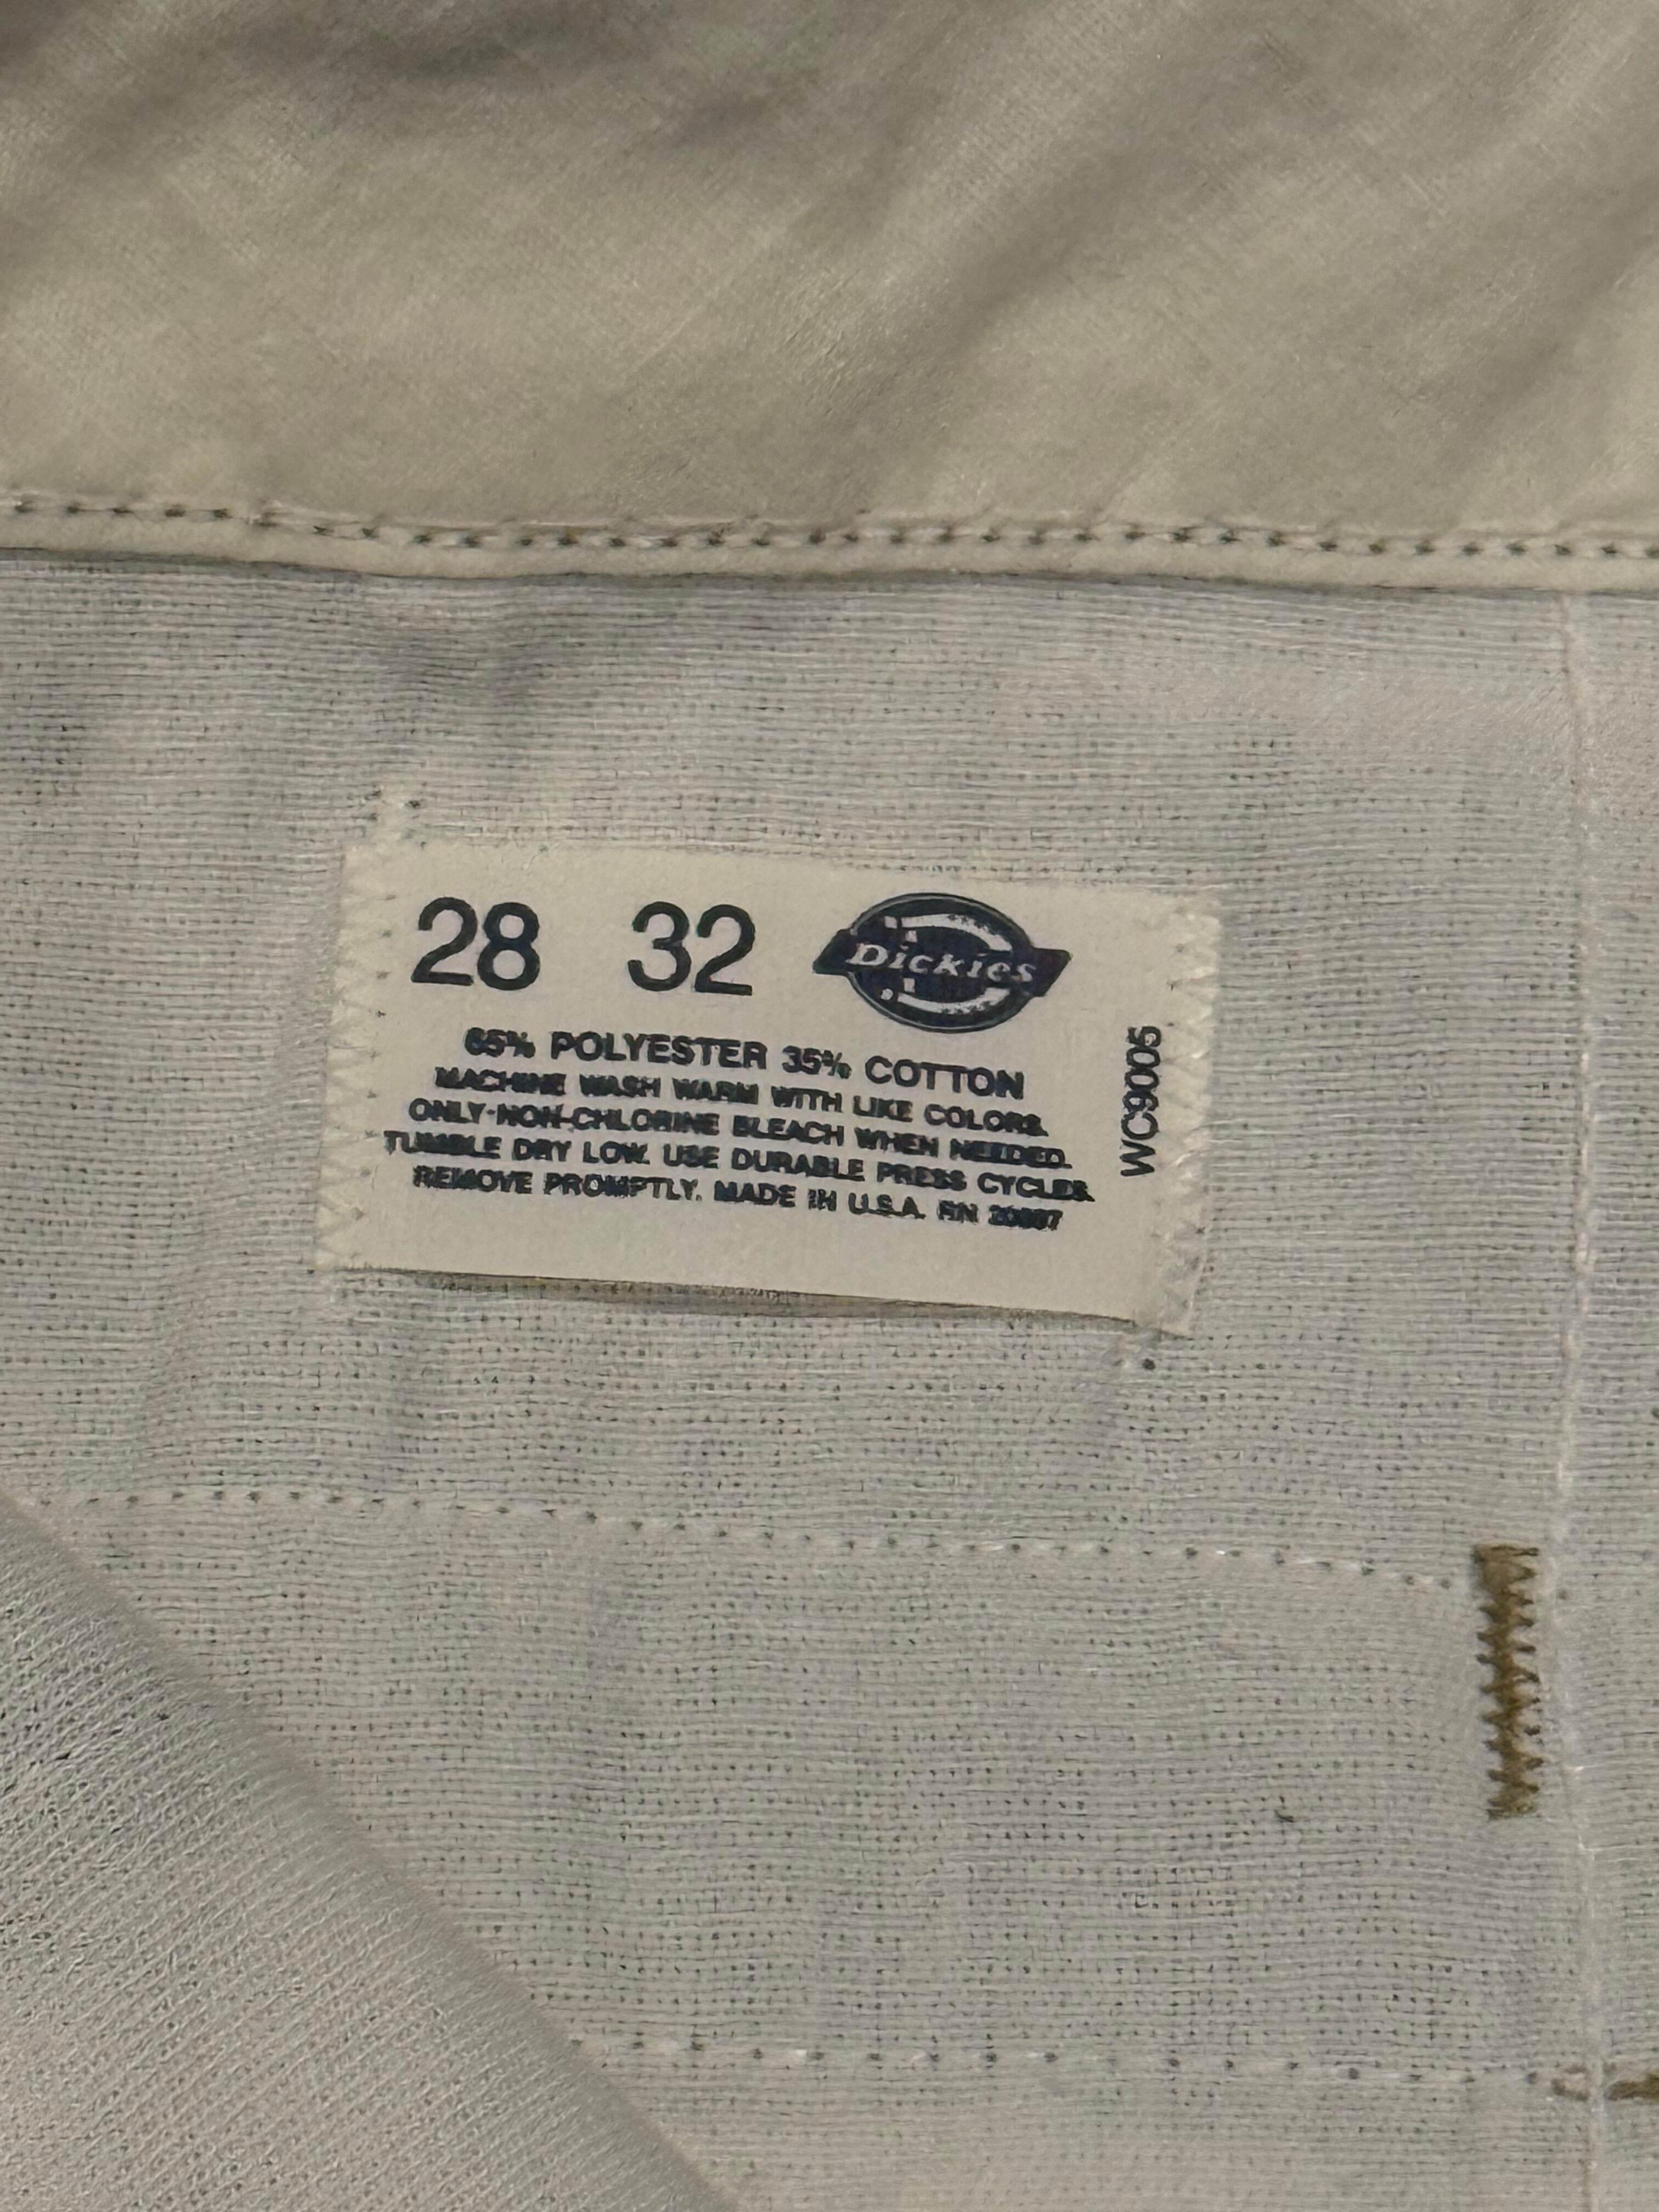 28 32 Dickies
65% POLYESTER 35% COTTON
MACHINE WASH WARM WITH LIKE COLORS.
ONLY-NON-CHLORINE BLEACH WHEN NEEDED.
TUMBLE DRY LOW. USE DURABLE PRESS CYCLES.
REMOVE PROMPTLY. MADE IN U.S.A. RN
WC9005